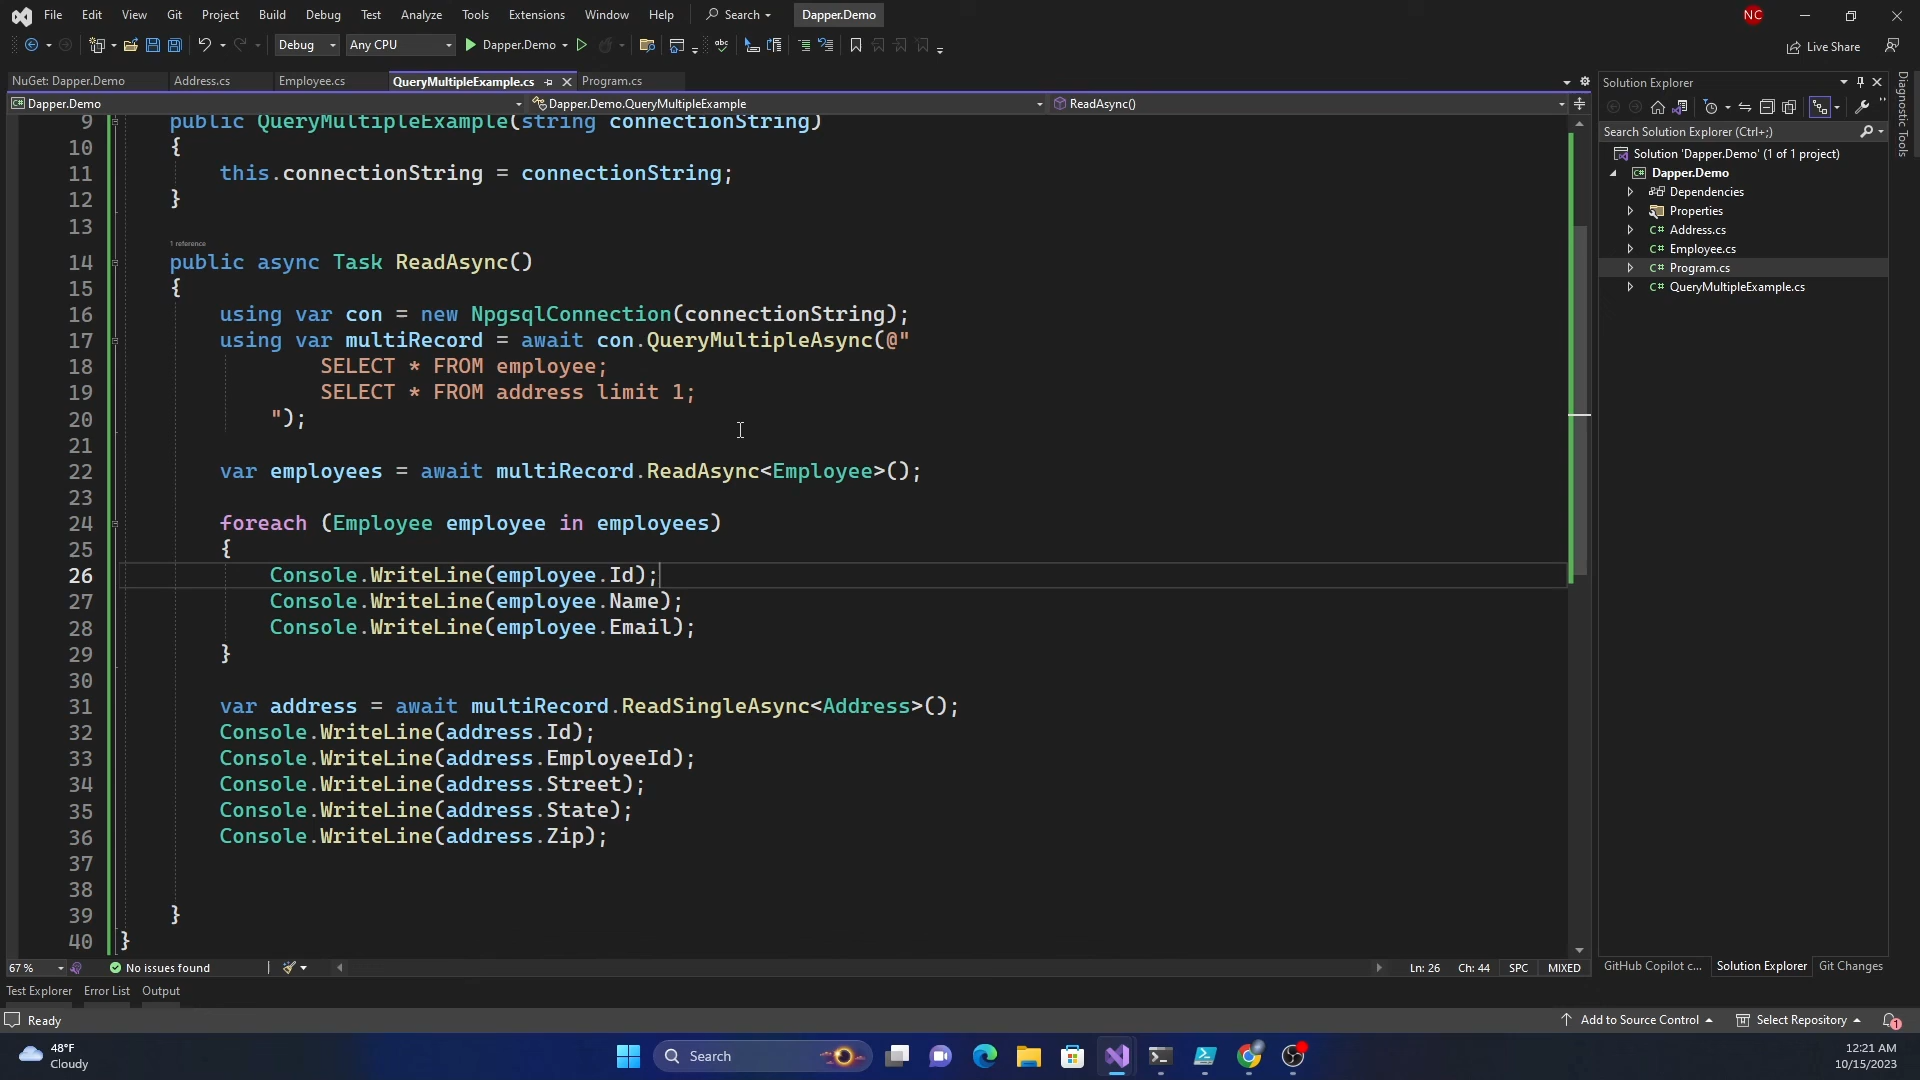 File Edit View Git Project Build Debug Test Analyze Tools Extensions Window Help Search Dapper.Demo NC
Debug Any CPU Dapper.Demo Live Share
NuGet: Dapper.Demo Address.cs Employee.cs QueryMultipleExample.cs Program.cs
Dapper.Demo Dapper.Demo.QueryMultipleExample ReadAsync()
9 public QueryMultipleExample(string connectionString)
10 {
11 this.connectionString = connectionString;
12 }
13
1 reference
14 public async Task ReadAsync()
15 {
16 using var con = new NpgsqlConnection(connectionString);
17 using var multiRecord = await con.QueryMultipleAsync(@"
18 SELECT * FROM employee;
19 SELECT * FROM address limit 1;
20 ");
21
22 var employees = await multiRecord.ReadAsync<Employee>();
23
24 foreach (Employee employee in employees)
25 {
26 Console.WriteLine(employee.Id);
27 Console.WriteLine(employee.Name);
28 Console.WriteLine(employee.Email);
29 }
30
31 var address = await multiRecord.ReadSingleAsync<Address>();
32 Console.WriteLine(address.Id);
33 Console.WriteLine(address.EmployeeId);
34 Console.WriteLine(address.Street);
35 Console.WriteLine(address.State);
36 Console.WriteLine(address.Zip);
37
38
39 }
40 }
67 % No issues found Ln: 26 Ch: 44 SPC MIXED
Solution Explorer
Search Solution Explorer (Ctrl+;)
Solution 'Dapper.Demo' (1 of 1 project)
C# Dapper.Demo
Dependencies
Properties
C# Address.cs
C# Employee.cs
C# Program.cs
C# QueryMultipleExample.cs
GitHub Copilot c... Solution Explorer Git Changes
Diagnostic Tools
Test Explorer Error List Output
Ready Add to Source Control Select Repository 1
48°F
Cloudy
Search
12:21 AM
10/15/2023